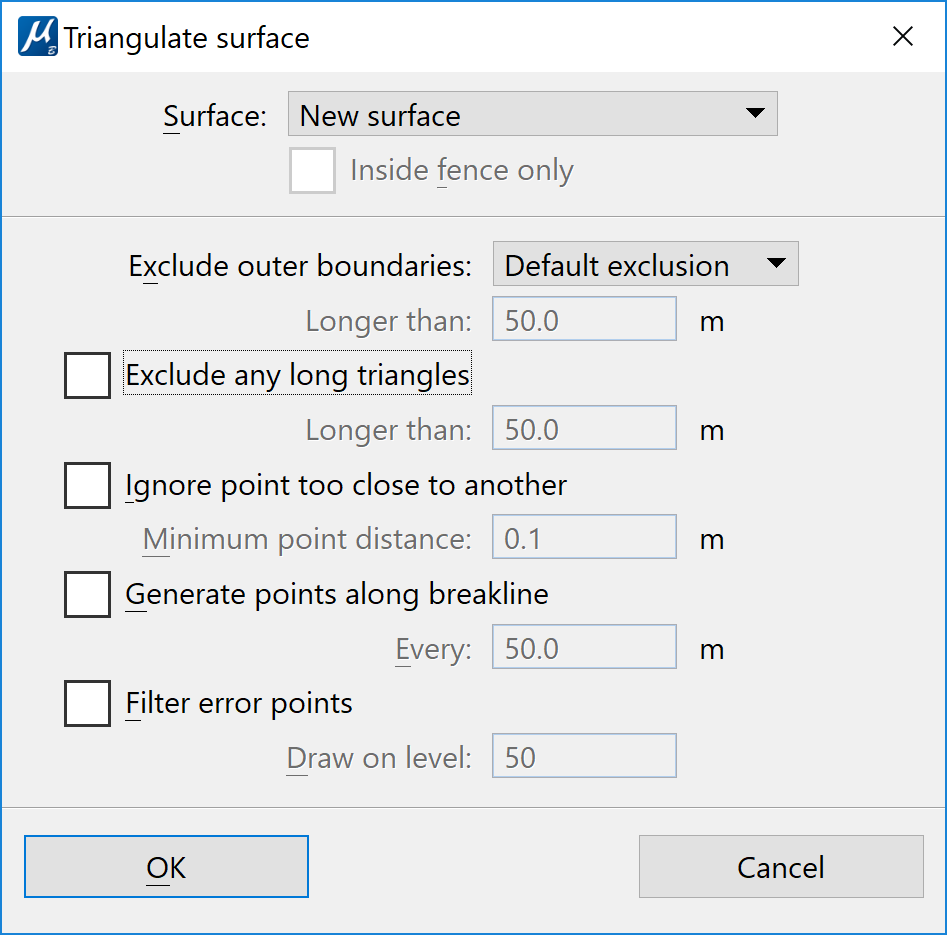 Triangulate surface
Surface: New surface
Inside fence only
Exclude outer boundaries: Default exclusion
Longer than: 50.0 m
Exclude any long triangles
Longer than: 50.0 m
Ignore point too close to another
Minimum point distance: 0.1 m
Generate points along breakline
Every: 50.0 m
Filter error points
Draw on level: 50
OK Cancel